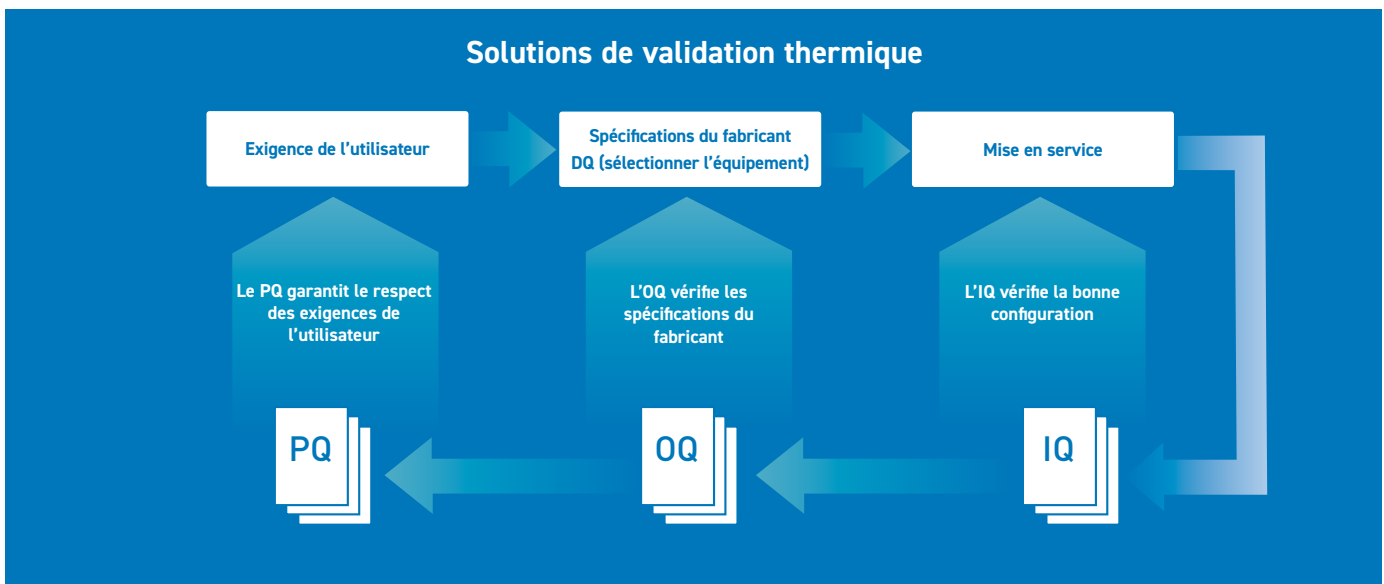 Solutions de validation thermique
Exigence de l’utilisateur
Spécifications du fabricant
DQ (sélectionner l’équipement)
Mise en service
Le PQ garantit le respect
des exigences de
l’utilisateur
L’OQ vérifie les
spécifications du
fabricant
L’IQ vérifie la bonne
configuration
PQ
OQ
IQ